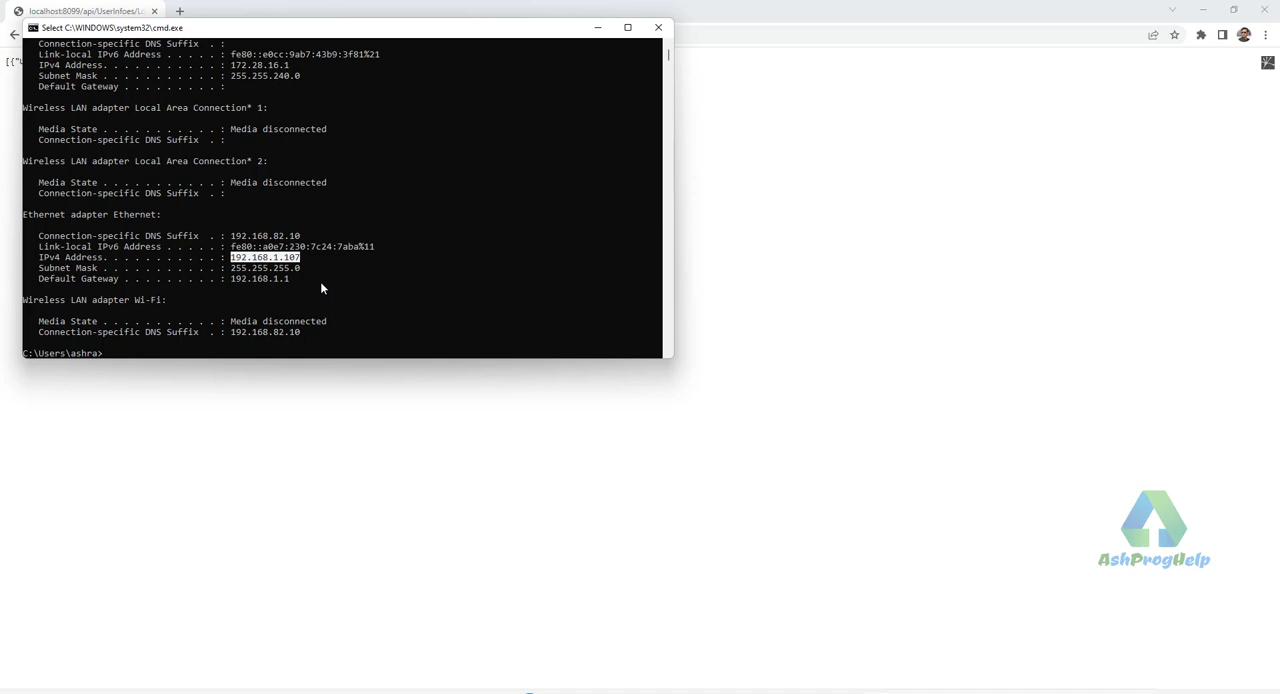 localhost:8099/api/UserInfoes/Lo
Select C:\WINDOWS\system32\cmd.exe
Connection-specific DNS Suffix  . :
Link-local IPv6 Address . . . . . : fe80::e0cc:9ab7:43b9:3f81%21
IPv4 Address. . . . . . . . . . . : 172.28.16.1
Subnet Mask . . . . . . . . . . . : 255.255.240.0
Default Gateway . . . . . . . . . :
Wireless LAN adapter Local Area Connection* 1:
Media State . . . . . . . . . . . : Media disconnected
Connection-specific DNS Suffix  . :
Wireless LAN adapter Local Area Connection* 2:
Media State . . . . . . . . . . . : Media disconnected
Connection-specific DNS Suffix  . :
Ethernet adapter Ethernet:
Connection-specific DNS Suffix  . : 192.168.82.10
Link-local IPv6 Address . . . . . : fe80::a0e7:230:7c24:7aba%11
IPv4 Address. . . . . . . . . . . : 192.168.1.107
Subnet Mask . . . . . . . . . . . : 255.255.255.0
Default Gateway . . . . . . . . . : 192.168.1.1
Wireless LAN adapter Wi-Fi:
Media State . . . . . . . . . . . : Media disconnected
Connection-specific DNS Suffix  . : 192.168.82.10
C:\Users\ashra>
AshProgHelp